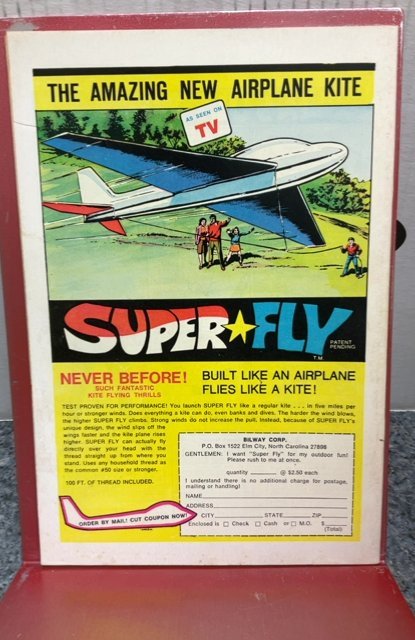 THE AMAZING NEW AIRPLANE KITE
AS SEEN ON
TV
SUPER★FLY
T.M.
PATENT
PENDING
NEVER BEFORE!
SUCH FANTASTIC
KITE FLYING THRILLS
BUILT LIKE AN AIRPLANE
FLIES LIKE A KITE!
TEST PROVEN FOR PERFORMANCE! You launch SUPER FLY like a regular kite . . . in five miles per
hour or stronger winds. Does everything a kite can do, even banks and dives. The harder the wind blows,
the higher SUPER FLY climbs. Strong winds do not increase the pull. Instead, because of SUPER FLY's
unique design, the wind slips off the
wings faster and the kite plane rises
higher. SUPER FLY can actually fly
directly over your head with the
thread straight up from where you
stand. Uses any household thread as
the common #50 size or stronger.
100 FT. OF THREAD INCLUDED.
ORDER BY MAIL! CUT COUPON NOW!
BILWAY CORP.
P.O. Box 1522 Elm City, North Carolina 27898
GENTLEMEN: I want "Super Fly" for my outdoor fun!
Please rush to me at once.
quantity ________ @ $2.50 each
I understand there is no additional charge for postage,
mailing or handling!
NAME
ADDRESS
CITY STATE ZIP
Enclosed is □ Check □ Cash or □ M.O. $
(Total)